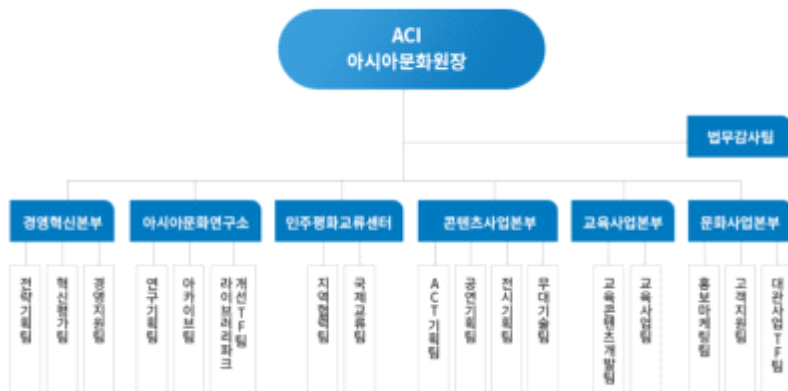 ACI
아시아문화원장
법무감사팀
경영혁신본부
아시아문화연구소
민주평화교류센터
콘텐츠사업본부
교육사업본부
문화사업본부
전략기획팀
혁신평가팀
경영지원팀
연구기획팀
아카이브팀
라이브러리파크
개선TF팀
지역협력팀
국제교류팀
ACT기획팀
공연기획팀
전시기획팀
무대기술팀
교육콘텐츠개발팀
교육사업팀
홍보마케팅팀
고객지원팀
대관사업TF팀